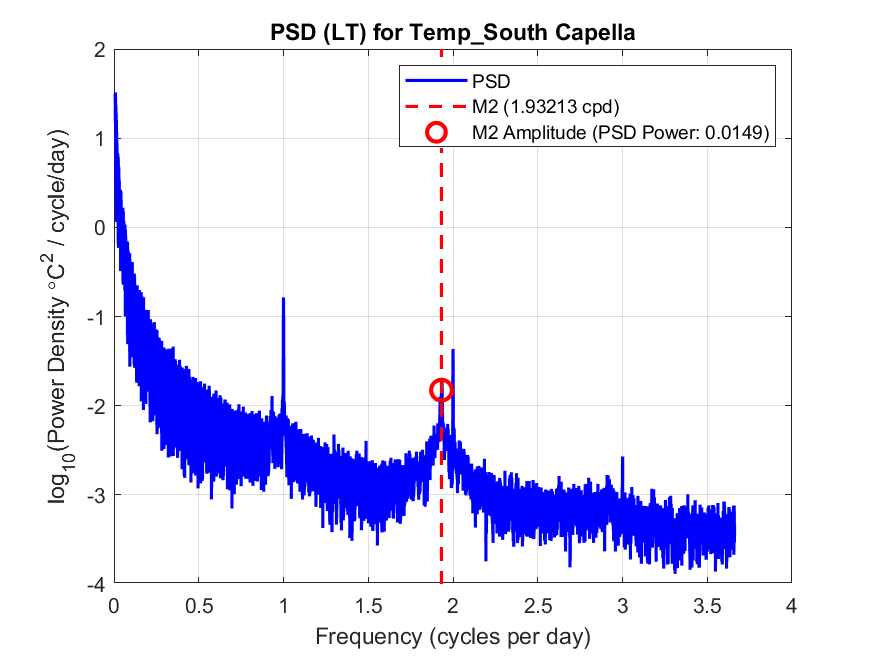 PSD (LT) for Temp_South Capella
PSD
M2 (1.93213 cpd)
M2 Amplitude (PSD Power: 0.0149)
log10(Power Density °C2 / cycle/day)
2
1
0
-1
-2
-3
-4
0
0.5
1
1.5
2
2.5
3
3.5
4
Frequency (cycles per day)